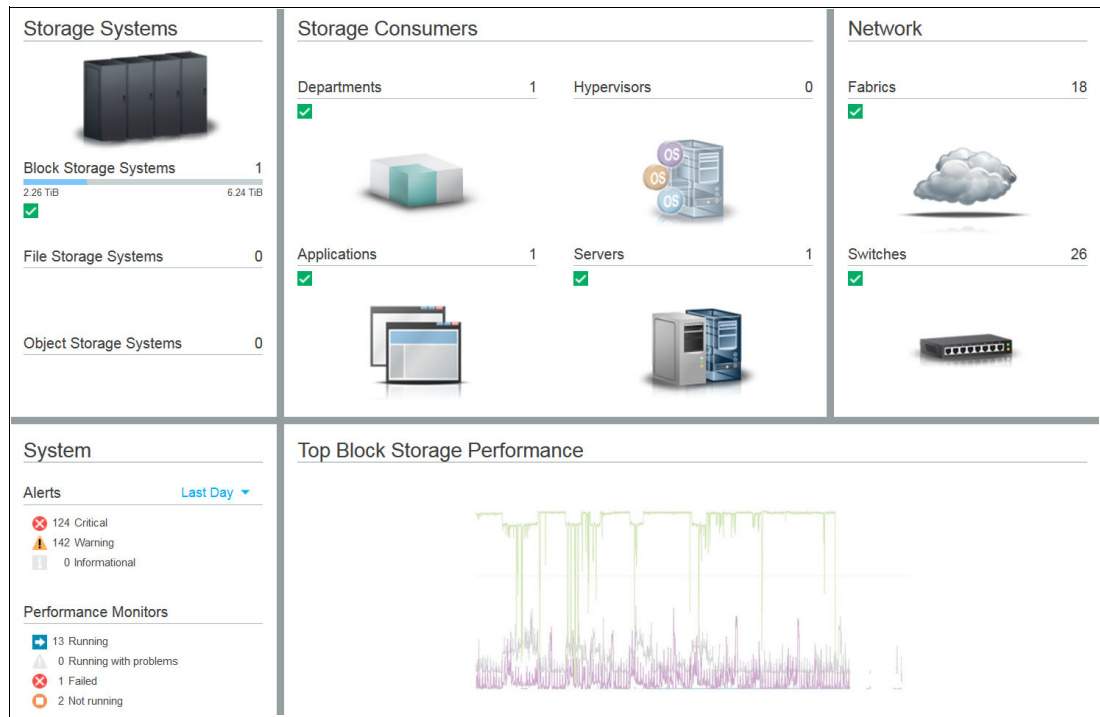 Storage Systems
Block Storage Systems 1
2.26 TiB 6.24 TiB
File Storage Systems 0
Object Storage Systems 0
Storage Consumers
Departments 1
Hypervisors 0
OS
OS
OS
Applications 1
Servers 1
Network
Fabrics 18
Switches 26
System
Alerts Last Day
124 Critical
142 Warning
0 Informational
Performance Monitors
13 Running
0 Running with problems
1 Failed
2 Not running
Top Block Storage Performance